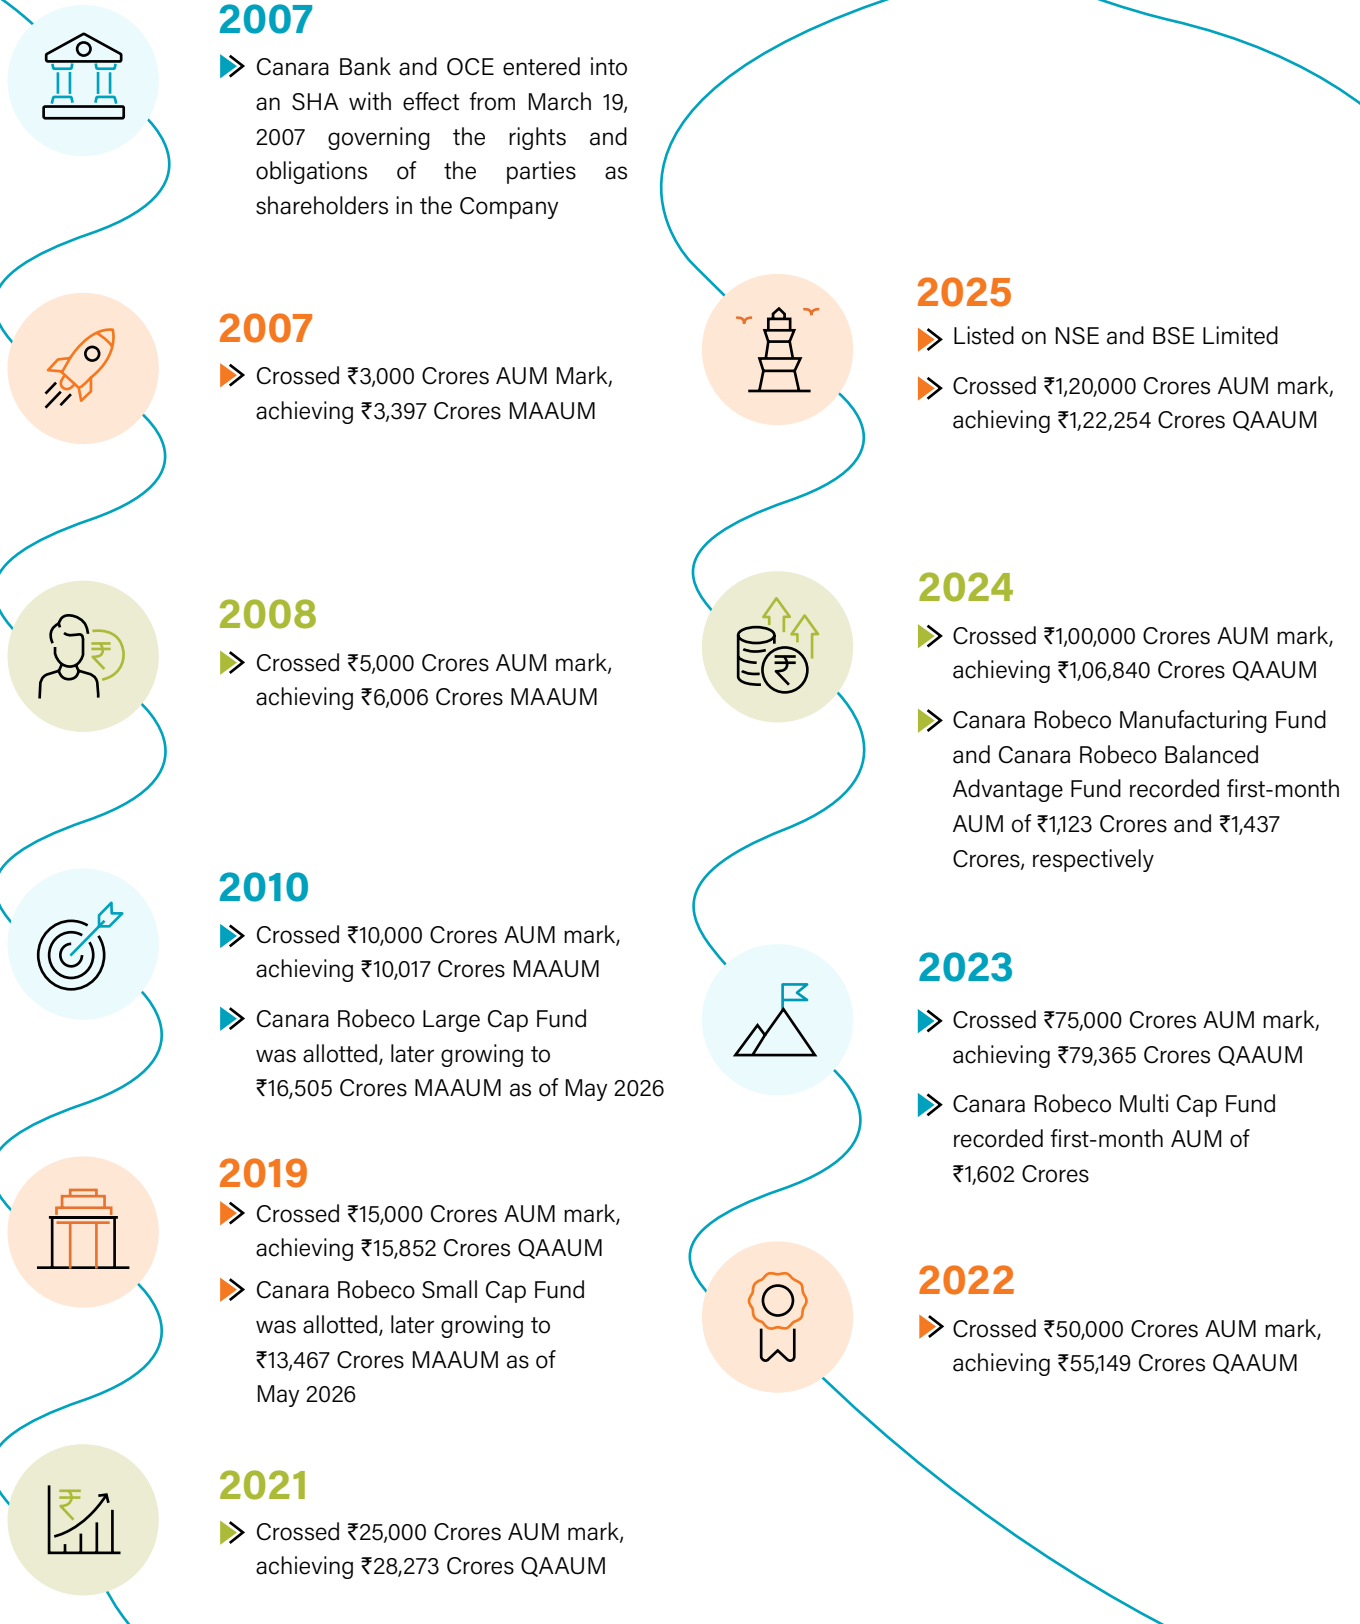 2007
Canara Bank and OCE entered into
an SHA with effect from March 19,
2007 governing the rights and
obligations of the parties as
shareholders in the Company
2007
Crossed ₹3,000 Crores AUM Mark,
achieving ₹3,397 Crores MAAUM
2008
Crossed ₹5,000 Crores AUM mark,
achieving ₹6,006 Crores MAAUM
2010
Crossed ₹10,000 Crores AUM mark,
achieving ₹10,017 Crores MAAUM
Canara Robeco Large Cap Fund
was allotted, later growing to
₹16,505 Crores MAAUM as of May 2026
2019
Crossed ₹15,000 Crores AUM mark,
achieving ₹15,852 Crores QAAUM
Canara Robeco Small Cap Fund
was allotted, later growing to
₹13,467 Crores MAAUM as of
May 2026
₹
2021
Crossed ₹25,000 Crores AUM mark,
achieving ₹28,273 Crores QAAUM
2025
Listed on NSE and BSE Limited
Crossed ₹1,20,000 Crores AUM mark,
achieving ₹1,22,254 Crores QAAUM
2024
Crossed ₹1,00,000 Crores AUM mark,
achieving ₹1,06,840 Crores QAAUM
Canara Robeco Manufacturing Fund
and Canara Robeco Balanced
Advantage Fund recorded first-month
AUM of ₹1,123 Crores and ₹1,437
Crores, respectively
2023
Crossed ₹75,000 Crores AUM mark,
achieving ₹79,365 Crores QAAUM
Canara Robeco Multi Cap Fund
recorded first-month AUM of
₹1,602 Crores
2022
Crossed ₹50,000 Crores AUM mark,
achieving ₹55,149 Crores QAAUM